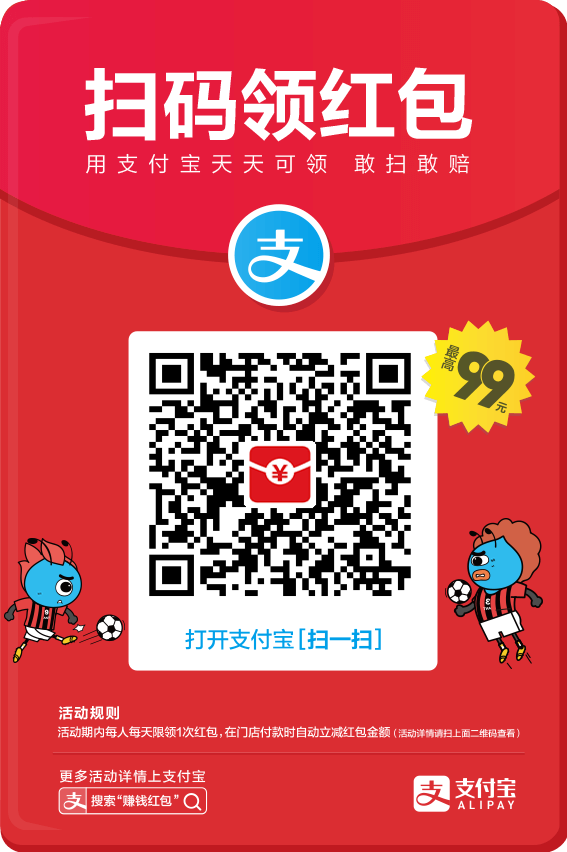 扫码领红包
用支付宝天天可领 敢扫敢赔
支
最高99元
¥
打开支付宝[扫一扫]
活动规则
活动期内每人每天限领1次红包，在门店付款时自动立减红包金额（活动详情请扫上面二维码查看）
更多活动详情上支付宝
支 搜索“赚钱红包”
支 支付宝
ALIPAY